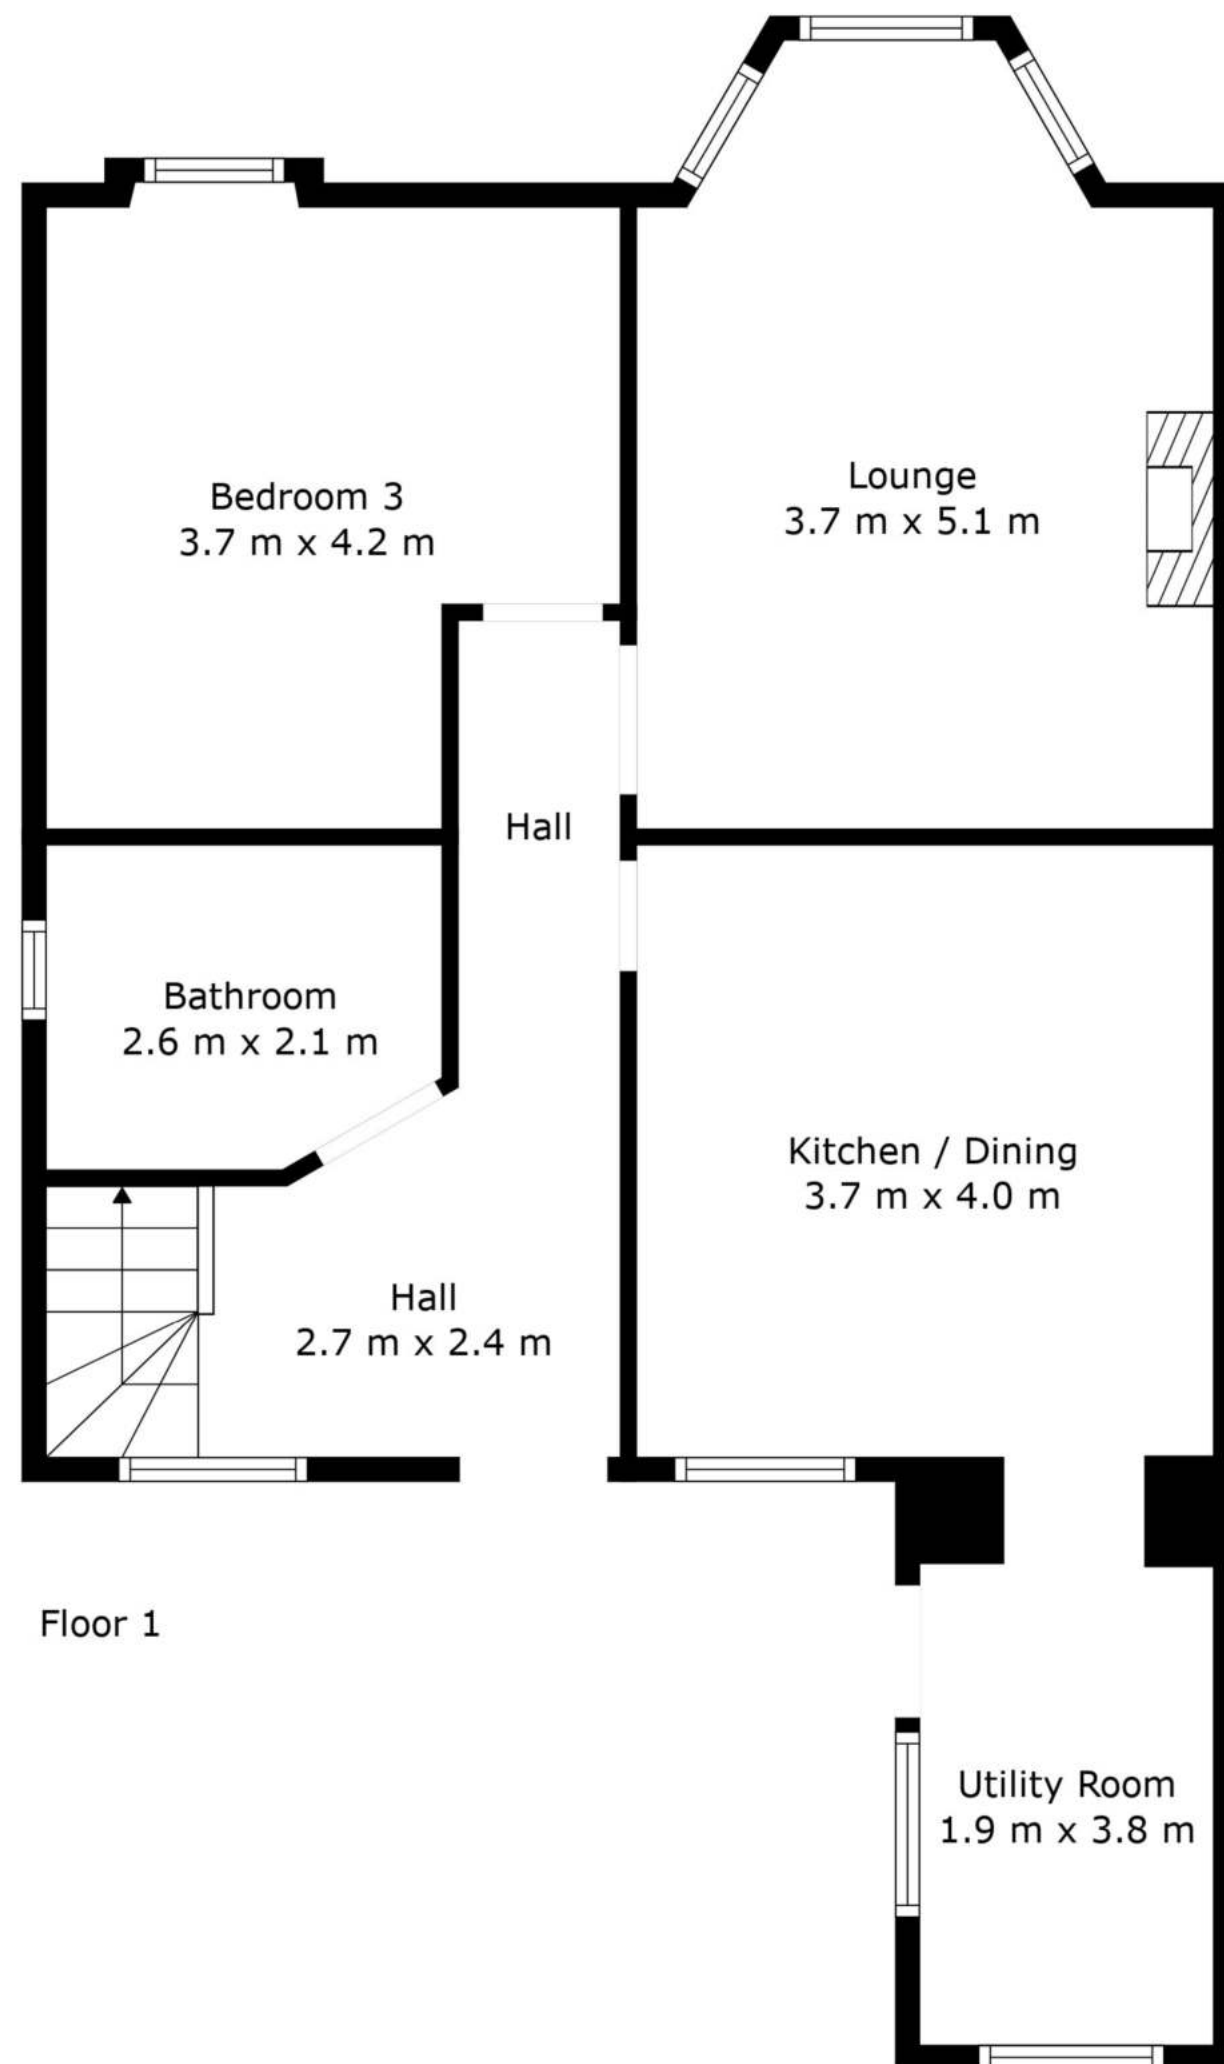 Bedroom 3
3.7 m x 4.2 m
Lounge
3.7 m x 5.1 m
Hall
Bathroom
2.6 m x 2.1 m
Kitchen / Dining
3.7 m x 4.0 m
Hall
2.7 m x 2.4 m
Floor 1
Utility Room
1.9 m x 3.8 m